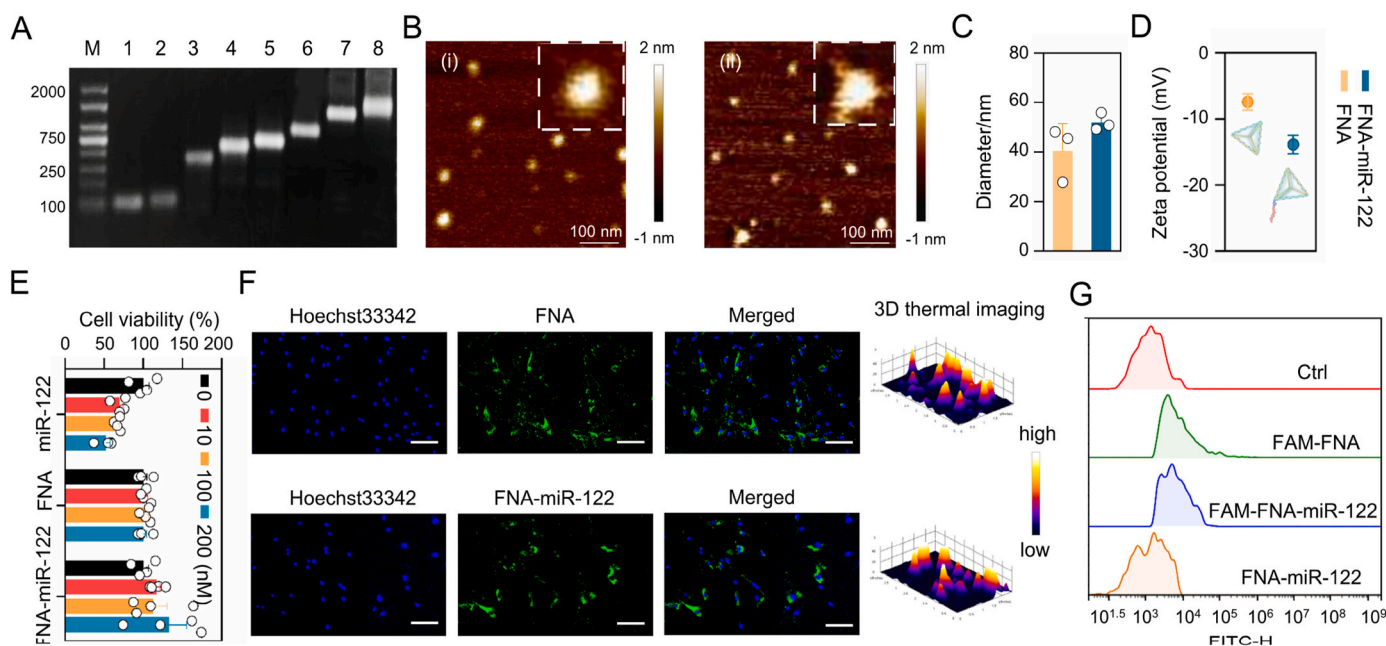 A
M 1 2 3 4 5 6 7 8
2000
750
250
100
B
(i)
2 nm
-1 nm
100 nm
(ii)
2 nm
-1 nm
100 nm
C
Diameter/nm
80
60
40
20
0
D
Zeta potential (mV)
0
-10
-20
-30
FNA-miR-122
FNA
E
Cell viability (%)
0 50 100 200
miR-122
FNA
FNA-miR-122
0
10
100
200 (nM)
F
Hoechst33342 FNA Merged 3D thermal imaging
Hoechst33342 FNA-miR-122 Merged
high
low
G
Ctrl
FAM-FNA
FAM-FNA-miR-122
FNA-miR-122
10^1.5 10^3 10^4 10^5 10^6 10^7 10^8 10^9
FITC-H